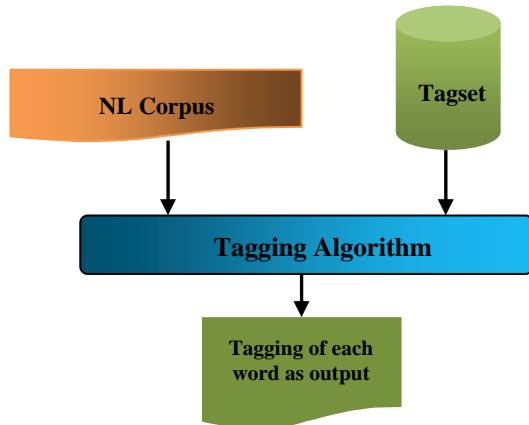 NL Corpus
Tagset
Tagging Algorithm
Tagging of each
word as output